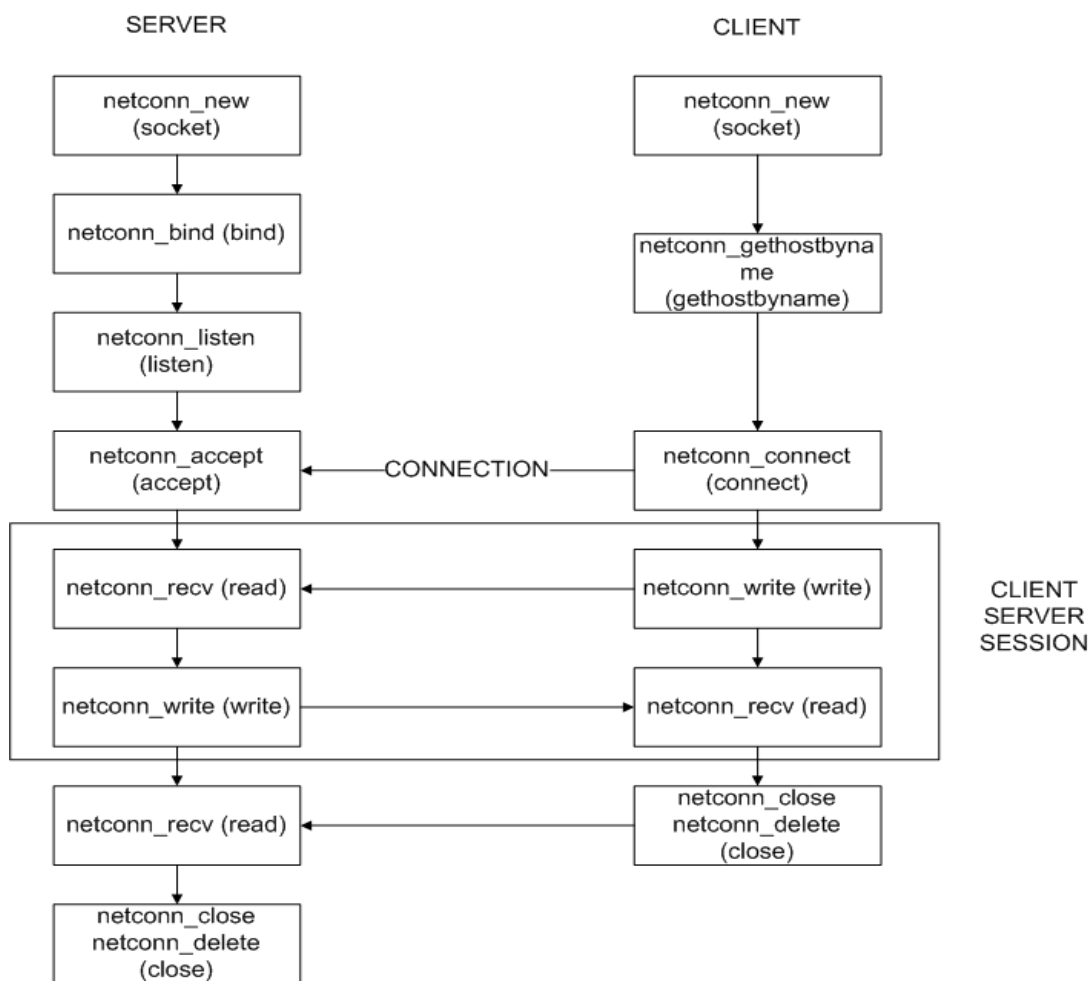 SERVER
CLIENT
netconn_new
(socket)
netconn_new
(socket)
netconn_bind (bind)
netconn_gethostbyna
me
(gethostbyname)
netconn_listen
(listen)
netconn_accept
(accept)
CONNECTION
netconn_connect
(connect)
netconn_recv (read)
netconn_write (write)
CLIENT
SERVER
SESSION
netconn_write (write)
netconn_recv (read)
netconn_recv (read)
netconn_close
netconn_delete
(close)
netconn_close
netconn_delete
(close)